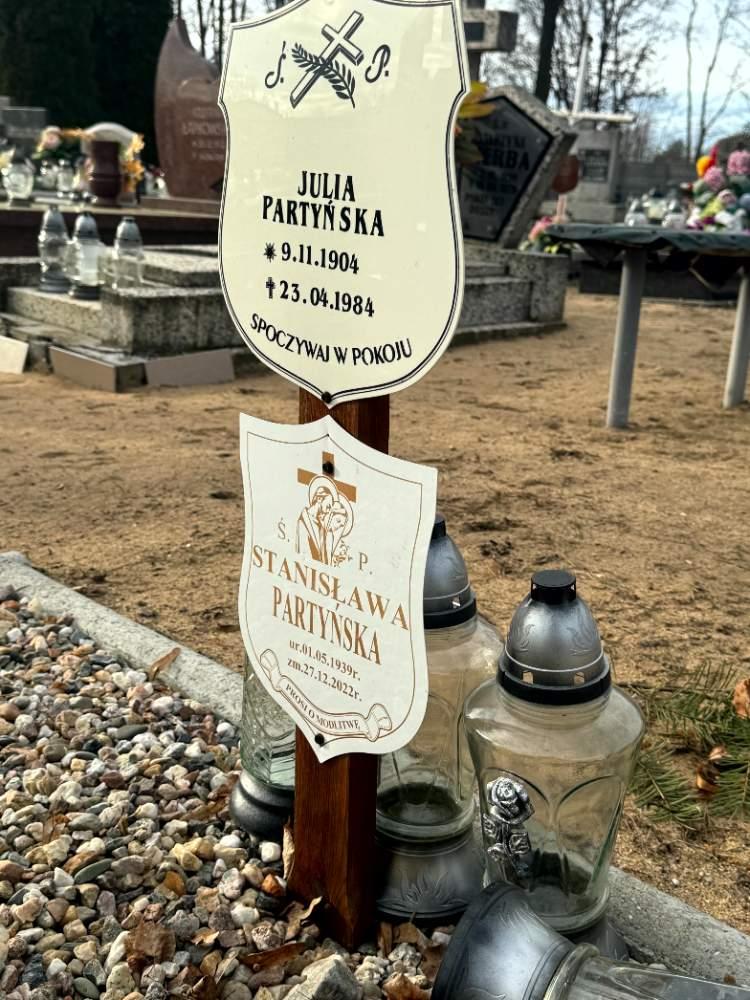 Ś. P.
JULIA
PARTYŃSKA
* 9.11.1904
✝ 23.04.1984
SPOCZYWAJ W POKOJU
Ś. P.
STANISŁAWA
PARTYŃSKA
ur.01.05.1939r.
zm.27.12.2022r.
PROSI O MODLITWĘ